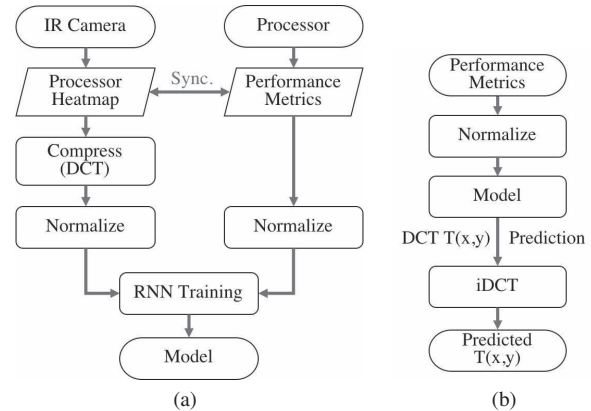 IR Camera
Processor
Processor
Heatmap
Sync.
Performance
Metrics
Compress
(DCT)
Normalize
Normalize
RNN Training
Model
(a)
Performance
Metrics
Normalize
Model
DCT T(x,y) Prediction
iDCT
Predicted
T(x,y)
(b)